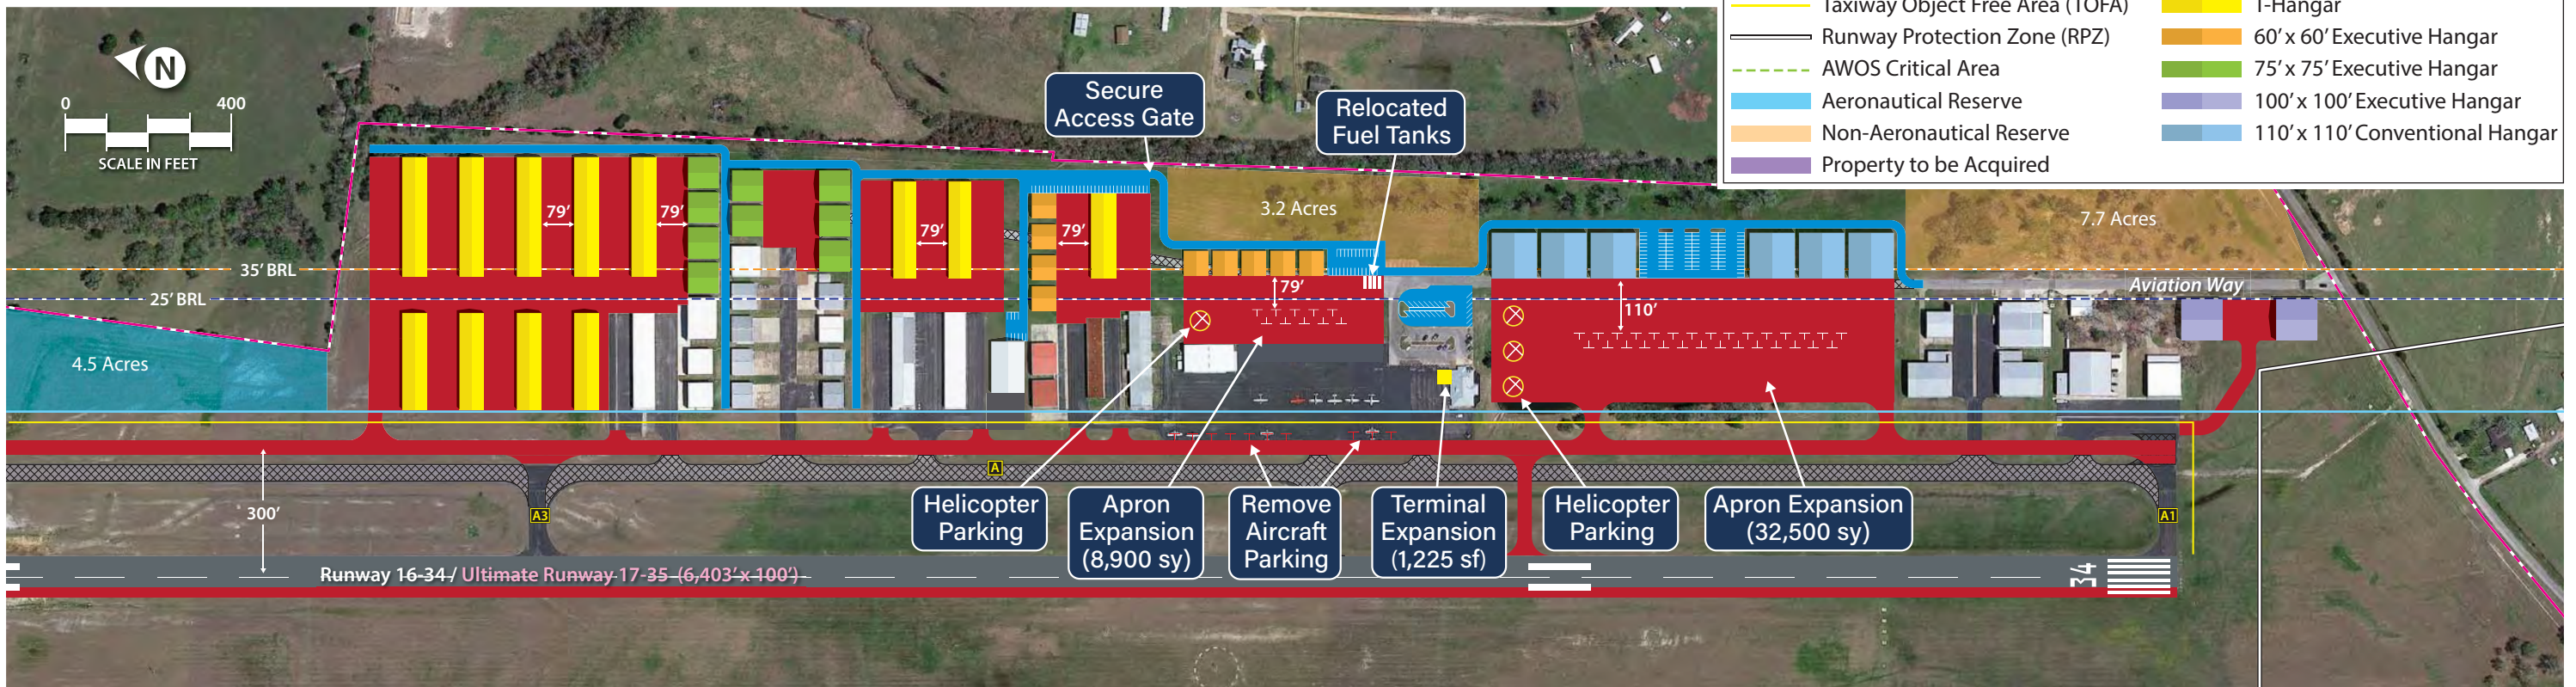 N
0 400
SCALE IN FEET
Taxiway Object Free Area (TOFA)
Runway Protection Zone (RPZ)
AWOS Critical Area
Aeronautical Reserve
Non-Aeronautical Reserve
Property to be Acquired
T-Hangar
60' x 60' Executive Hangar
75' x 75' Executive Hangar
100' x 100' Executive Hangar
110' x 110' Conventional Hangar
Secure
Access Gate
Relocated
Fuel Tanks
79'
79'
79'
79'
3.2 Acres
7.7 Acres
35' BRL
25' BRL
79'
110'
Aviation Way
4.5 Acres
A
300'
A3
A1
Helicopter
Parking
Apron
Expansion
(8,900 sy)
Remove
Aircraft
Parking
Terminal
Expansion
(1,225 sf)
Helicopter
Parking
Apron Expansion
(32,500 sy)
Runway 16-34 / Ultimate Runway 17-35 (6,403' x 100')
34